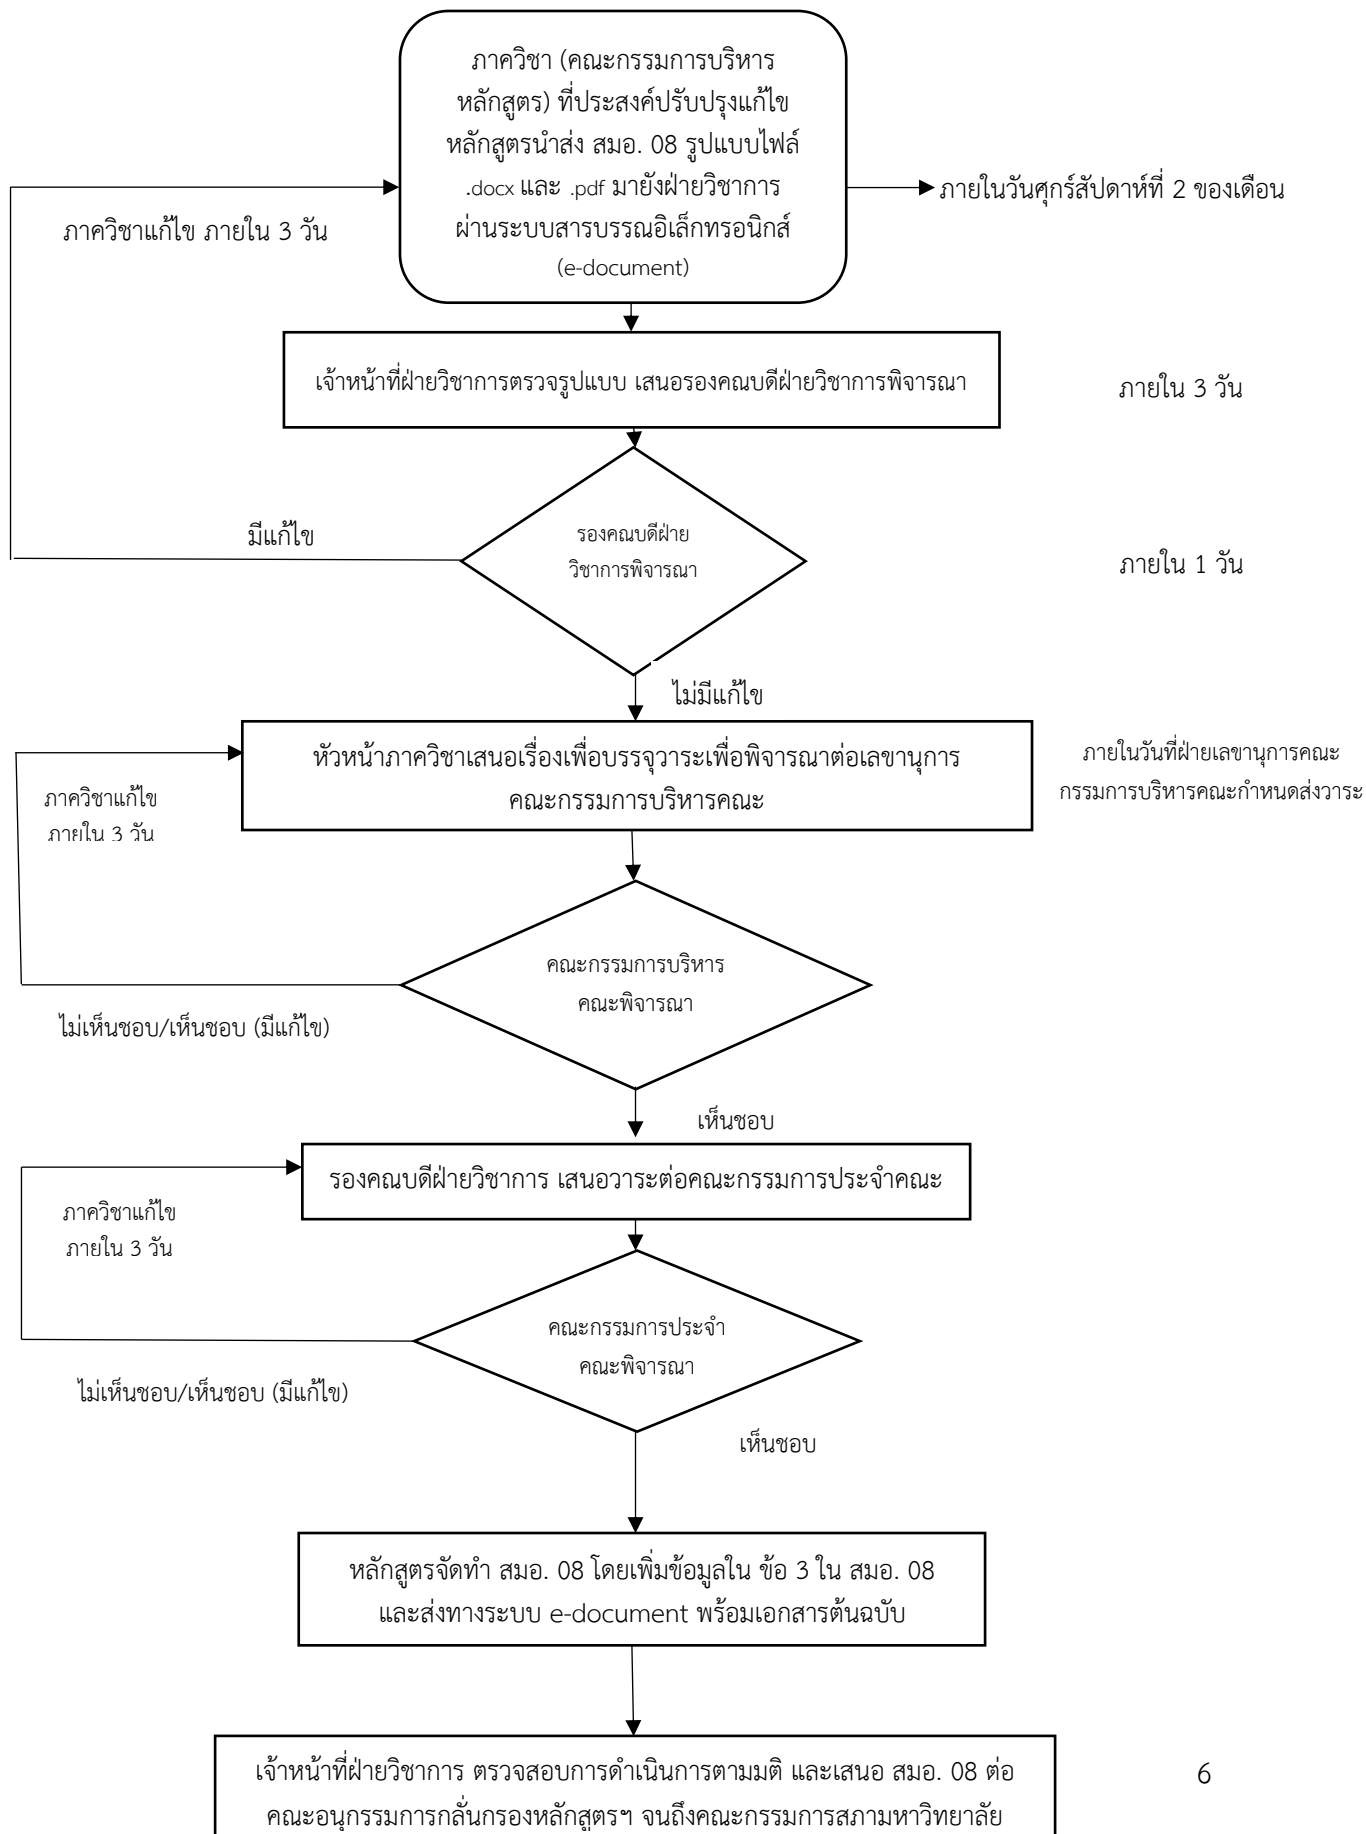 ภาควิชา (คณะกรรมการบริหาร
หลักสูตร) ที่ประสงค์ปรับปรุงแก้ไข
หลักสูตรนำส่ง สมอ. 08 รูปแบบไฟล์
.docx และ .pdf มายังฝ่ายวิชาการ
ผ่านระบบสารบรรณอิเล็กทรอนิกส์
(e-document)
ภายในวันศุกร์สัปดาห์ที่ 2 ของเดือน
ภาควิชาแก้ไข ภายใน 3 วัน
เจ้าหน้าที่ฝ่ายวิชาการตรวจรูปแบบ เสนอรองคณบดีฝ่ายวิชาการพิจารณา
ภายใน 3 วัน
มีแก้ไข
รองคณบดีฝ่าย
วิชาการพิจารณา
ภายใน 1 วัน
ไม่มีแก้ไข
หัวหน้าภาควิชาเสนอเรื่องเพื่อบรรจุวาระเพื่อพิจารณาต่อเลขานุการ
คณะกรรมการบริหารคณะ
ภายในวันที่ฝ่ายเลขานุการคณะ
กรรมการบริหารคณะกำหนดส่งวาระ
ภาควิชาแก้ไข
ภายใน 3 วัน
คณะกรรมการบริหาร
คณะพิจารณา
ไม่เห็นชอบ/เห็นชอบ (มีแก้ไข)
เห็นชอบ
รองคณบดีฝ่ายวิชาการ เสนอวาระต่อคณะกรรมการประจำคณะ
ภาควิชาแก้ไข
ภายใน 3 วัน
คณะกรรมการประจำ
คณะพิจารณา
ไม่เห็นชอบ/เห็นชอบ (มีแก้ไข)
เห็นชอบ
หลักสูตรจัดทำ สมอ. 08 โดยเพิ่มข้อมูลใน ข้อ 3 ใน สมอ. 08
และส่งทางระบบ e-document พร้อมเอกสารต้นฉบับ
เจ้าหน้าที่ฝ่ายวิชาการ ตรวจสอบการดำเนินการตามมติ และเสนอ สมอ. 08 ต่อ
คณะอนุกรรมการกลั่นกรองหลักสูตรฯ จนถึงคณะกรรมการสภามหาวิทยาลัย
6